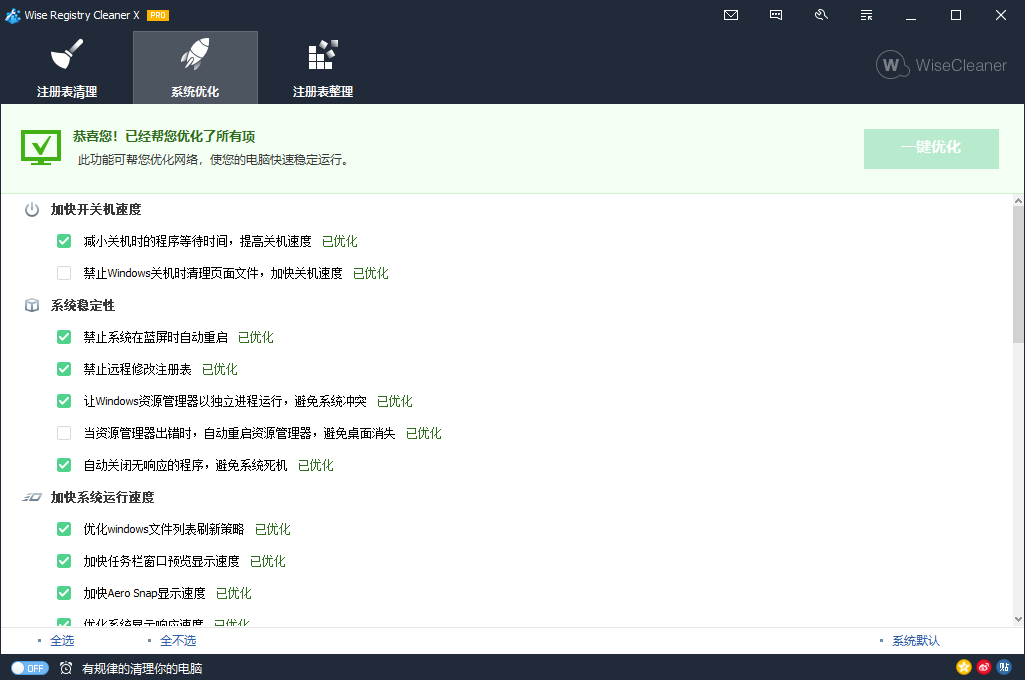 Wise Registry Cleaner X PRO
注册表清理
系统优化
注册表整理
W WiseCleaner
恭喜您！已经帮您优化了所有项
此功能可帮您优化网络，使您的电脑快速稳定运行。
一键优化
加快开关机速度
减小关机时的程序等待时间，提高关机速度 已优化
禁止Windows关机时清理页面文件，加快关机速度 已优化
系统稳定性
禁止系统在蓝屏时自动重启 已优化
禁止远程修改注册表 已优化
让Windows资源管理器以独立进程运行，避免系统冲突 已优化
当资源管理器出错时，自动重启资源管理器，避免桌面消失 已优化
自动关闭无响应的程序，避免系统死机 已优化
加快系统运行速度
优化windows文件列表刷新策略 已优化
加快任务栏窗口预览显示速度 已优化
加快Aero Snap显示速度 已优化
优化系统显示响应速度 已优化
全选 全不选 系统默认
OFF 有规律的清理你的电脑 贴